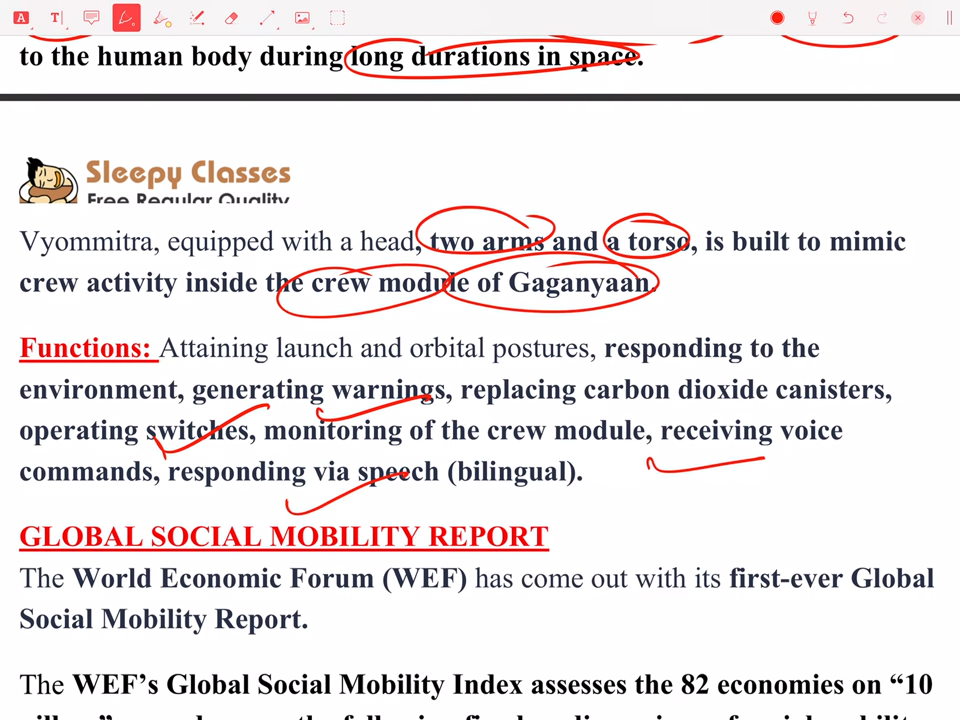 to the human body during long durations in space.
Sleepy Classes
Free Regular Quality
Vyommitra, equipped with a head, two arms and a torso, is built to mimic
crew activity inside the crew module of Gaganyaan.
Functions: Attaining launch and orbital postures, responding to the
environment, generating warnings, replacing carbon dioxide canisters,
operating switches, monitoring of the crew module, receiving voice
commands, responding via speech (bilingual).
GLOBAL SOCIAL MOBILITY REPORT
The World Economic Forum (WEF) has come out with its first-ever Global
Social Mobility Report.
The WEF's Global Social Mobility Index assesses the 82 economies on “10